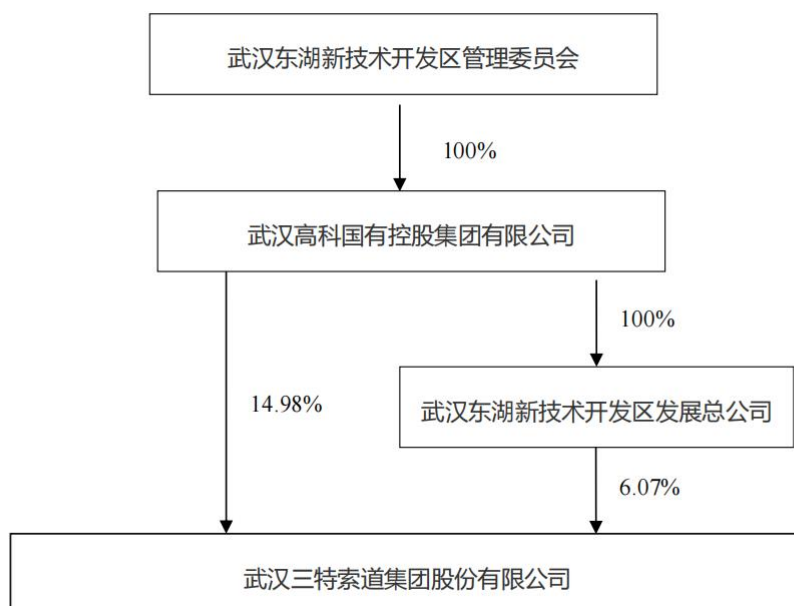 武汉东湖新技术开发区管理委员会
100%
武汉高科国有控股集团有限公司
100%
14.98%
武汉东湖新技术开发区发展总公司
6.07%
武汉三特索道集团股份有限公司